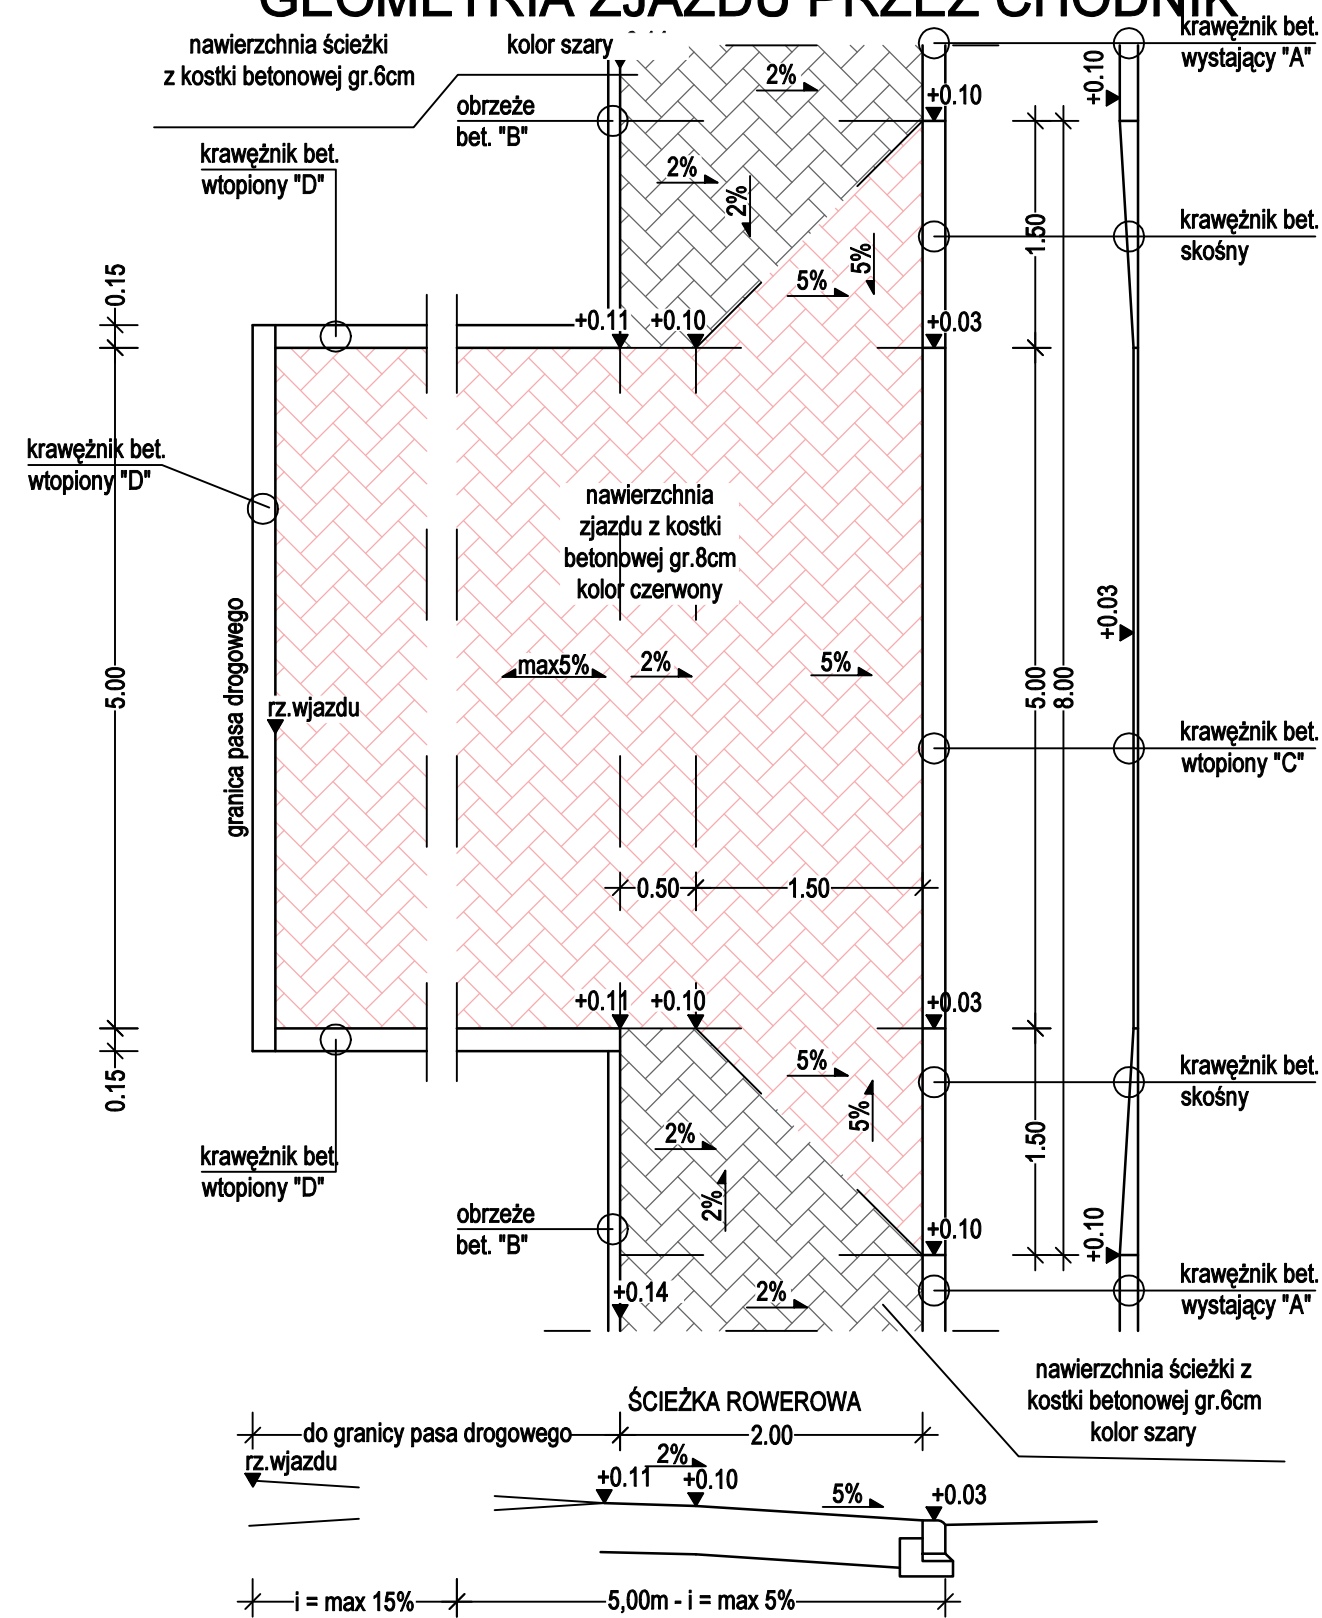 GEOMETRIA ZJAZDU PRZEZ CHODNIK
nawierzchnia ścieżki
z kostki betonowej gr.6cm
kolor szary
obrzeże
bet. "B"
krawężnik bet.
wtopiony "D"
krawężnik bet.
wystający "A"
2%
+0.10
+0.10
2%
2%
1.50
krawężnik bet.
skośny
5%
5%
0.15
+0.11
+0.10
+0.03
krawężnik bet.
wtopiony "D"
nawierzchnia
zjazdu z kostki
betonowej gr.8cm
kolor czerwony
+0.03
granica pasa drogowego
5.00
rz.wjazdu
max5%
2%
5%
5.00
8.00
krawężnik bet.
wtopiony "C"
0.50
1.50
+0.11
+0.10
+0.03
0.15
5%
5%
krawężnik bet.
skośny
2%
2%
1.50
krawężnik bet.
wtopiony "D"
obrzeże
bet. "B"
+0.10
+0.10
+0.14
2%
krawężnik bet.
wystający "A"
nawierzchnia ścieżki z
kostki betonowej gr.6cm
kolor szary
ŚCIEŻKA ROWEROWA
do granicy pasa drogowego
2.00
rz.wjazdu
2%
+0.11
+0.10
5%
+0.03
i = max 15%
5,00m - i = max 5%